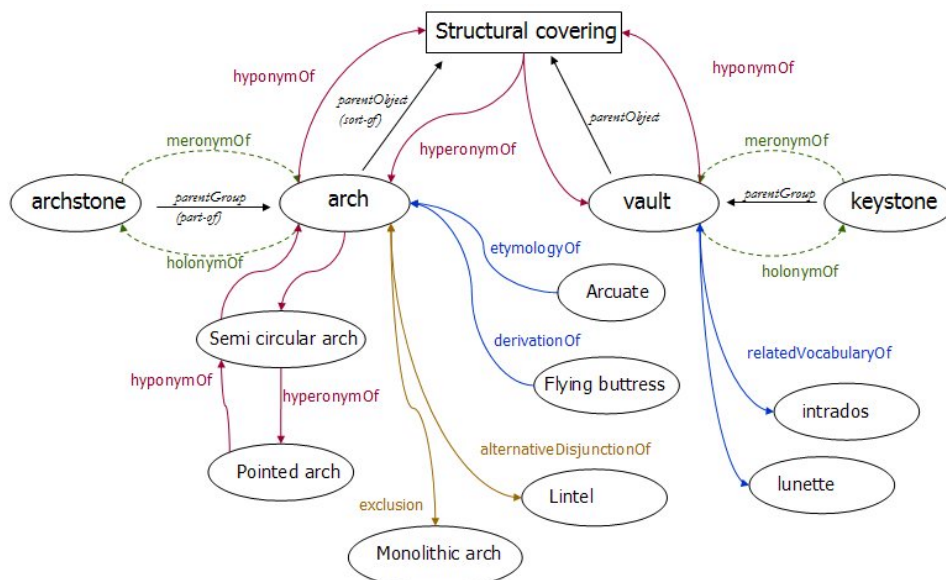 Structural covering
hyponymOf
hyponymOf
parentObject
(sort-of)
parentObject
meronymOf
hyperonymOf
meronymOf
archstone
parentGroup
(part-of)
arch
vault
parentGroup
keystone
holonymOf
etymologyOf
holonymOf
Arcuate
Semi circular arch
derivationOf
relatedVocabularyOf
hyponymOf
hyperonymOf
Flying buttress
intrados
alternativeDisjunctionOf
Pointed arch
lunette
Lintel
exclusion
Monolithic arch